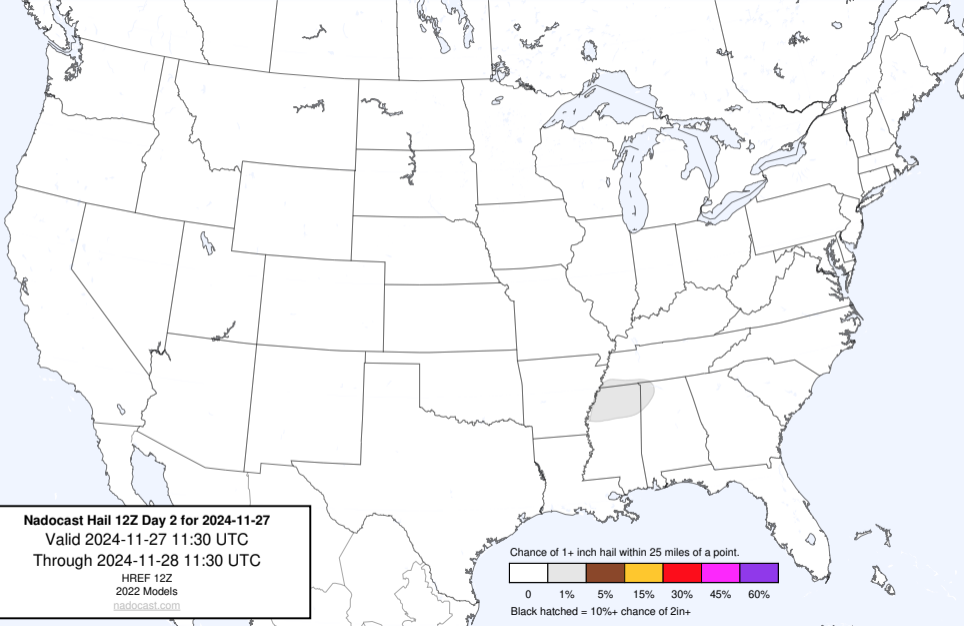 Nadocast Hail 12Z Day 2 for 2024-11-27
Valid 2024-11-27 11:30 UTC
Through 2024-11-28 11:30 UTC
HREF 12Z
2022 Models
nadocast.com
Chance of 1+ inch hail within 25 miles of a point.
0 1% 5% 15% 30% 45% 60%
Black hatched = 10%+ chance of 2in+